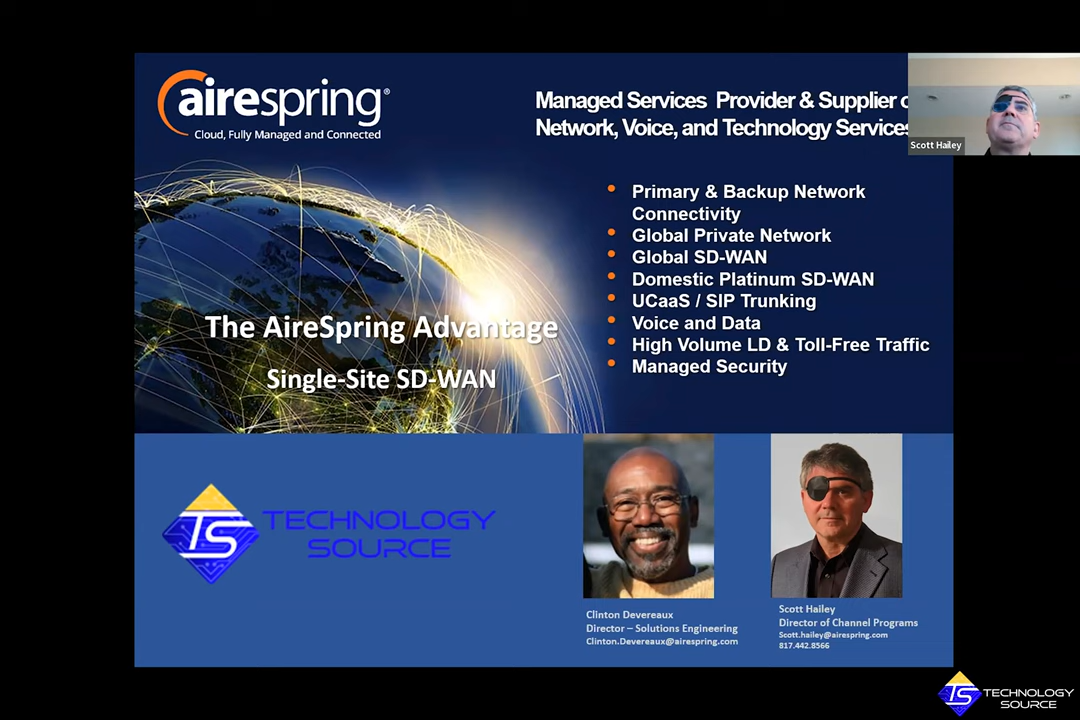 airespring®
Cloud, Fully Managed and Connected
Managed Services Provider & Supplier
Network, Voice, and Technology Services
Scott Hailey
Primary & Backup Network
Connectivity
Global Private Network
Global SD-WAN
Domestic Platinum SD-WAN
UCaaS / SIP Trunking
Voice and Data
High Volume LD & Toll-Free Traffic
Managed Security
The AireSpring Advantage
Single-Site SD-WAN
TS TECHNOLOGY
SOURCE
Clinton Devereaux
Director – Solutions Engineering
Clinton.Devereaux@airespring.com
Scott Hailey
Director of Channel Programs
Scott.hailey@airespring.com
817.442.8566
TS TECHNOLOGY
SOURCE